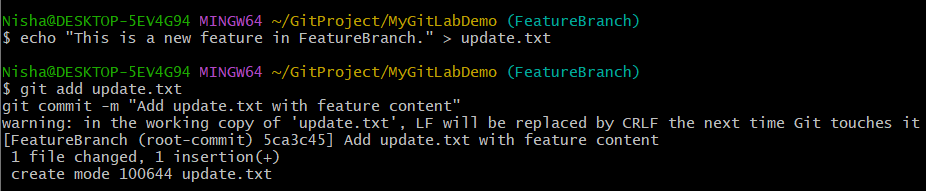 Nisha@DESKTOP-5EV4G94 MINGW64 ~/GitProject/MyGitLabDemo (FeatureBranch)
$ echo "This is a new feature in FeatureBranch." > update.txt
Nisha@DESKTOP-5EV4G94 MINGW64 ~/GitProject/MyGitLabDemo (FeatureBranch)
$ git add update.txt
git commit -m "Add update.txt with feature content"
warning: in the working copy of 'update.txt', LF will be replaced by CRLF the next time Git touches it
[FeatureBranch (root-commit) 5ca3c45] Add update.txt with feature content
 1 file changed, 1 insertion(+)
 create mode 100644 update.txt